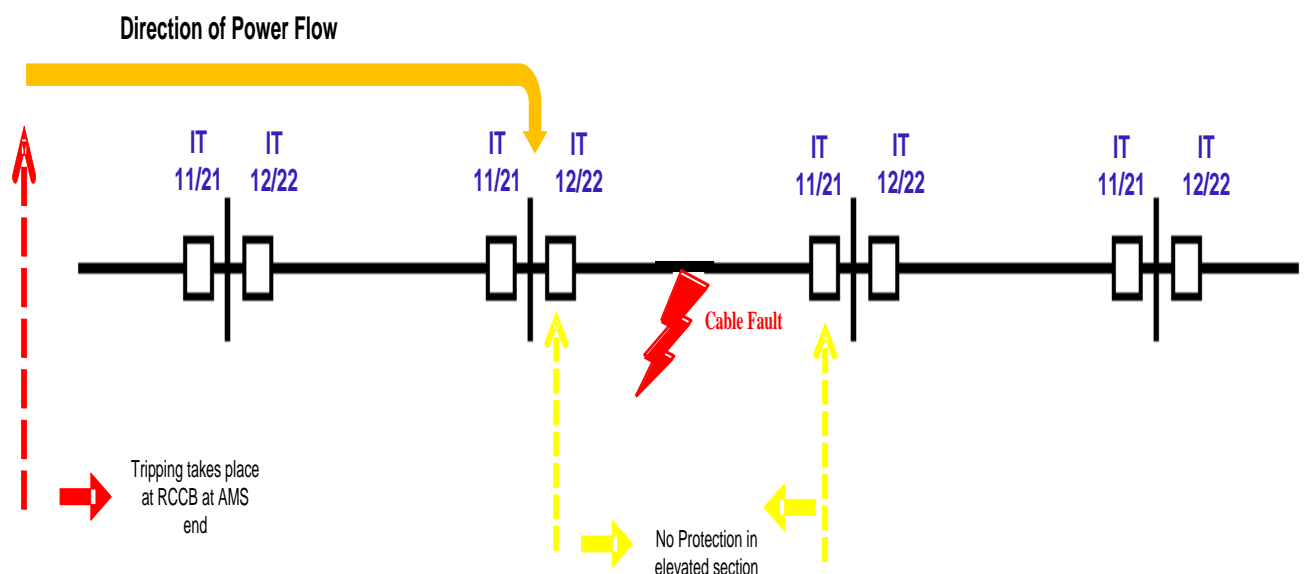 Direction of Power Flow
IT
11/21
IT
12/22
IT
11/21
IT
12/22
IT
11/21
IT
12/22
IT
11/21
IT
12/22
Cable Fault
Tripping takes place
at RCCB at AMS
end
No Protection in
elevated section